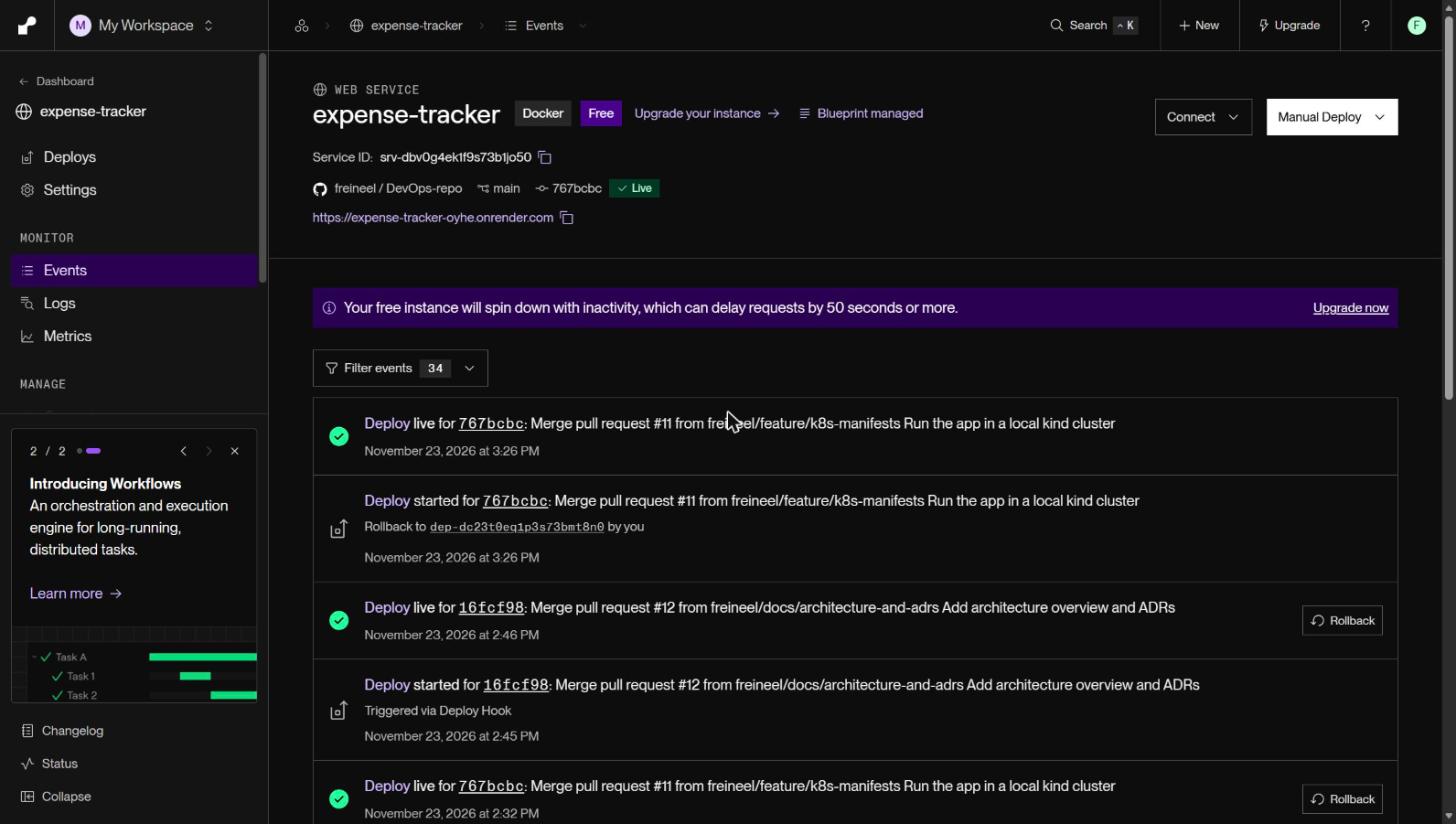 M My Workspace
expense-tracker
Events
Search ^ K
+ New
Upgrade
?
F
← Dashboard
expense-tracker
Deploys
Settings
MONITOR
Events
Logs
Metrics
MANAGE
2 / 2
Introducing Workflows
An orchestration and execution
engine for long-running,
distributed tasks.
Learn more →
Task A
Task 1
Task 2
Changelog
Status
Collapse
WEB SERVICE
expense-tracker Docker Free Upgrade your instance → Blueprint managed
Connect
Manual Deploy
Service ID: srv-dbv0g4ek1f9s73b1jo50
freineel / DevOps-repo main 767bcbc Live
https://expense-tracker-oyhe.onrender.com
Your free instance will spin down with inactivity, which can delay requests by 50 seconds or more.
Upgrade now
Filter events 34
Deploy live for 767bcbc: Merge pull request #11 from freineel/feature/k8s-manifests Run the app in a local kind cluster
November 23, 2026 at 3:26 PM
Deploy started for 767bcbc: Merge pull request #11 from freineel/feature/k8s-manifests Run the app in a local kind cluster
Rollback to dep-dc23t0eq1p3s73bmt8n0 by you
November 23, 2026 at 3:26 PM
Deploy live for 16fcf98: Merge pull request #12 from freineel/docs/architecture-and-adrs Add architecture overview and ADRs
November 23, 2026 at 2:46 PM
Rollback
Deploy started for 16fcf98: Merge pull request #12 from freineel/docs/architecture-and-adrs Add architecture overview and ADRs
Triggered via Deploy Hook
November 23, 2026 at 2:45 PM
Deploy live for 767bcbc: Merge pull request #11 from freineel/feature/k8s-manifests Run the app in a local kind cluster
November 23, 2026 at 2:32 PM
Rollback